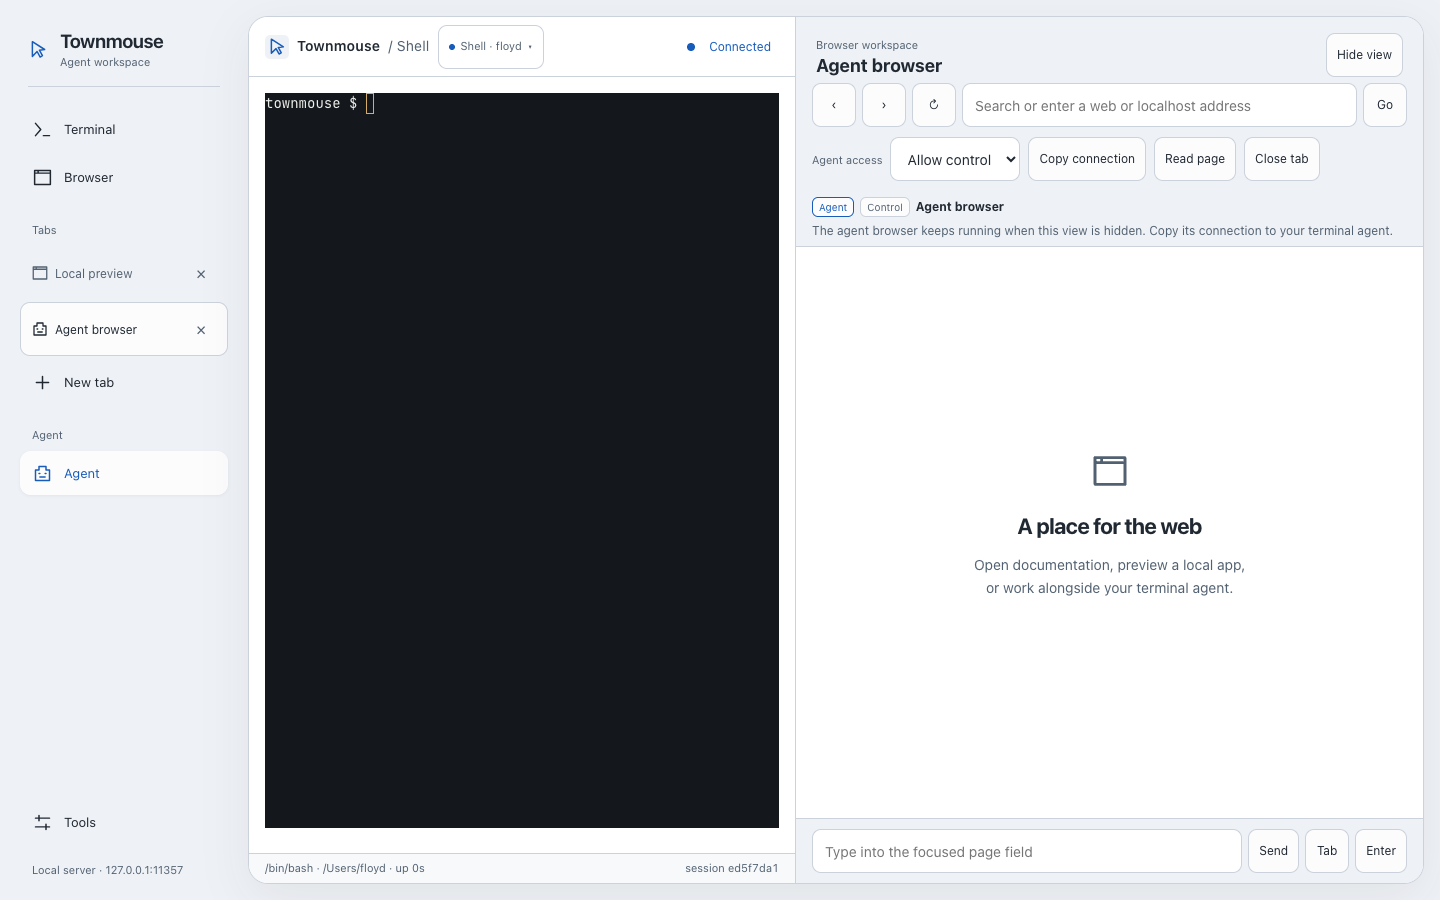 Townmouse
Agent workspace
Terminal
Browser
Tabs
Local preview ×
Agent browser ×
+ New tab
Agent
Agent
Tools
Local server · 127.0.0.1:11357
Townmouse / Shell
Shell · floyd
Connected
townmouse $
/bin/bash · /Users/floyd · up 0s
session ed5f7da1
Browser workspace
Agent browser
Hide view
‹ › ↻ Search or enter a web or localhost address Go
Agent access Allow control Copy connection Read page Close tab
Agent Control Agent browser
The agent browser keeps running when this view is hidden. Copy its connection to your terminal agent.
A place for the web
Open documentation, preview a local app,
or work alongside your terminal agent.
Type into the focused page field Send Tab Enter